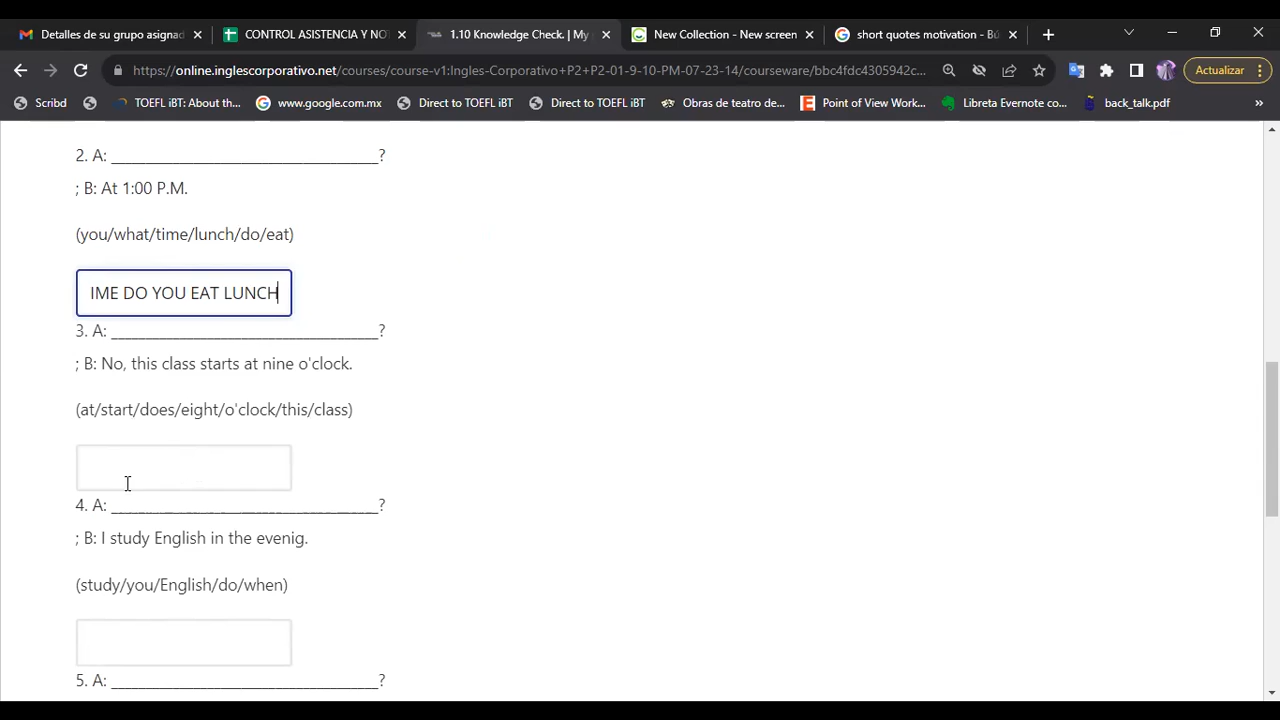 Detalles de su grupo asignad
CONTROL ASISTENCIA Y NO
1.10 Knowledge Check. | My
New Collection - New screen
short quotes motivation - Bú
https://online.inglescorporativo.net/courses/course-v1:Ingles-Corporativo+P2+P2-01-9-10-PM-07-23-14/courseware/bbc4fdc4305942c...
Actualizar
Scribd
TOEFL iBT: About th...
www.google.com.mx
Direct to TOEFL iBT
Direct to TOEFL iBT
Obras de teatro de...
Point of View Work...
Libreta Evernote co...
back_talk.pdf
»
2. A: ______________________________?
; B: At 1:00 P.M.
(you/what/time/lunch/do/eat)
IME DO YOU EAT LUNCH
3. A: ______________________________?
; B: No, this class starts at nine o'clock.
(at/start/does/eight/o'clock/this/class)
4. A: ______________________________?
; B: I study English in the evenig.
(study/you/English/do/when)
5. A: ______________________________?